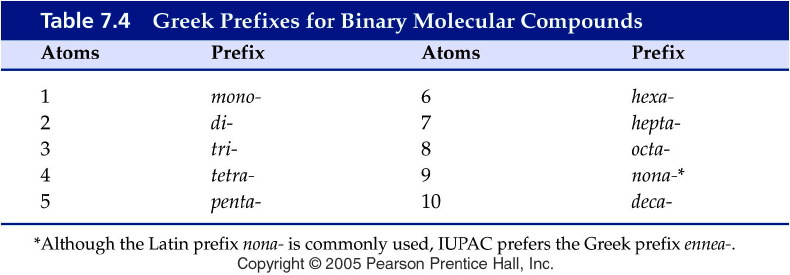 Table 7.4 Greek Prefixes for Binary Molecular Compounds
Atoms Prefix Atoms Prefix
1 mono- 6 hexa-
2 di- 7 hepta-
3 tri- 8 octa-
4 tetra- 9 nona-*
5 penta- 10 deca-
*Although the Latin prefix nona- is commonly used, IUPAC prefers the Greek prefix ennea-.
Copyright © 2005 Pearson Prentice Hall, Inc.